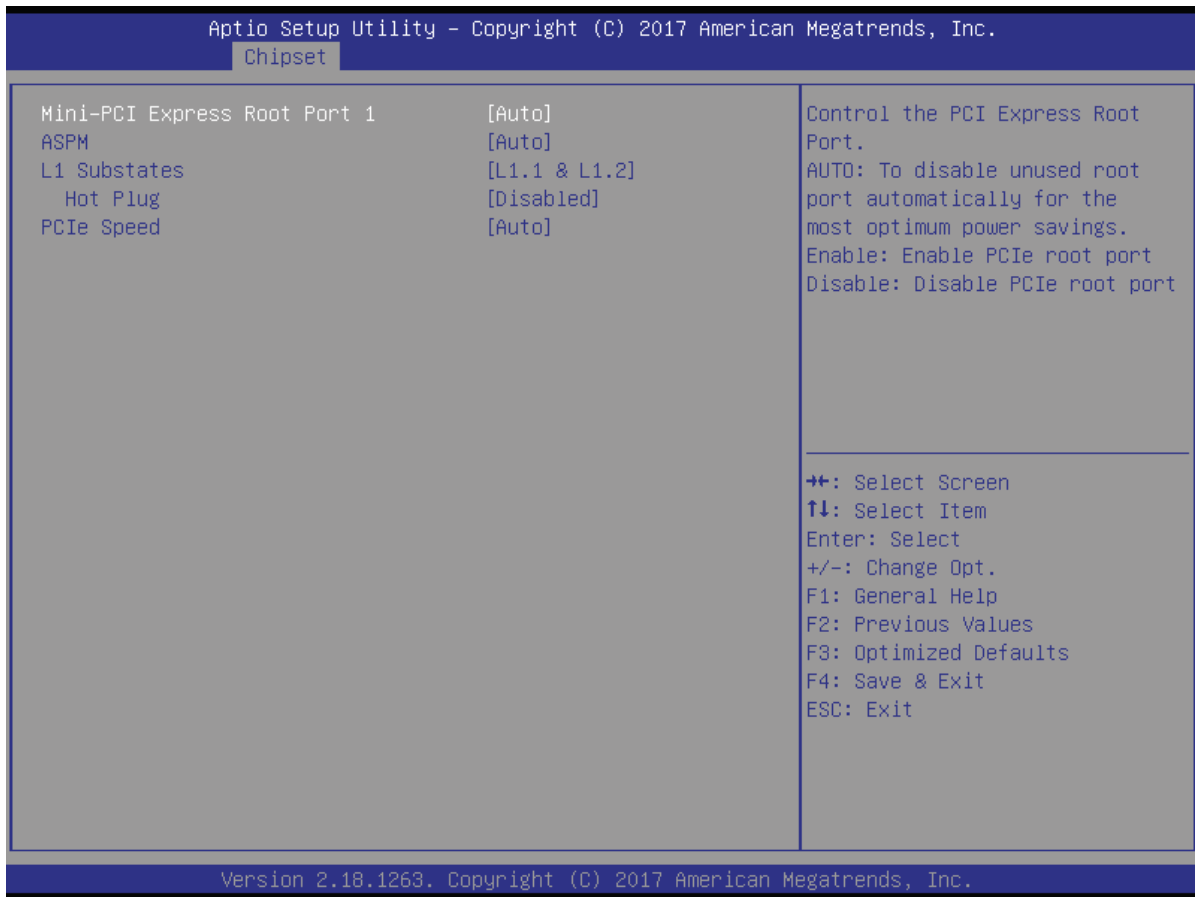 Aptio Setup Utility – Copyright (C) 2017 American Megatrends, Inc.
Chipset
Mini-PCI Express Root Port 1 [Auto]
ASPM [Auto]
L1 Substates [L1.1 & L1.2]
Hot Plug [Disabled]
PCIe Speed [Auto]
Control the PCI Express Root
Port.
AUTO: To disable unused root
port automatically for the
most optimum power savings.
Enable: Enable PCIe root port
Disable: Disable PCIe root port
→←: Select Screen
↑↓: Select Item
Enter: Select
+/-: Change Opt.
F1: General Help
F2: Previous Values
F3: Optimized Defaults
F4: Save & Exit
ESC: Exit
Version 2.18.1263. Copyright (C) 2017 American Megatrends, Inc.